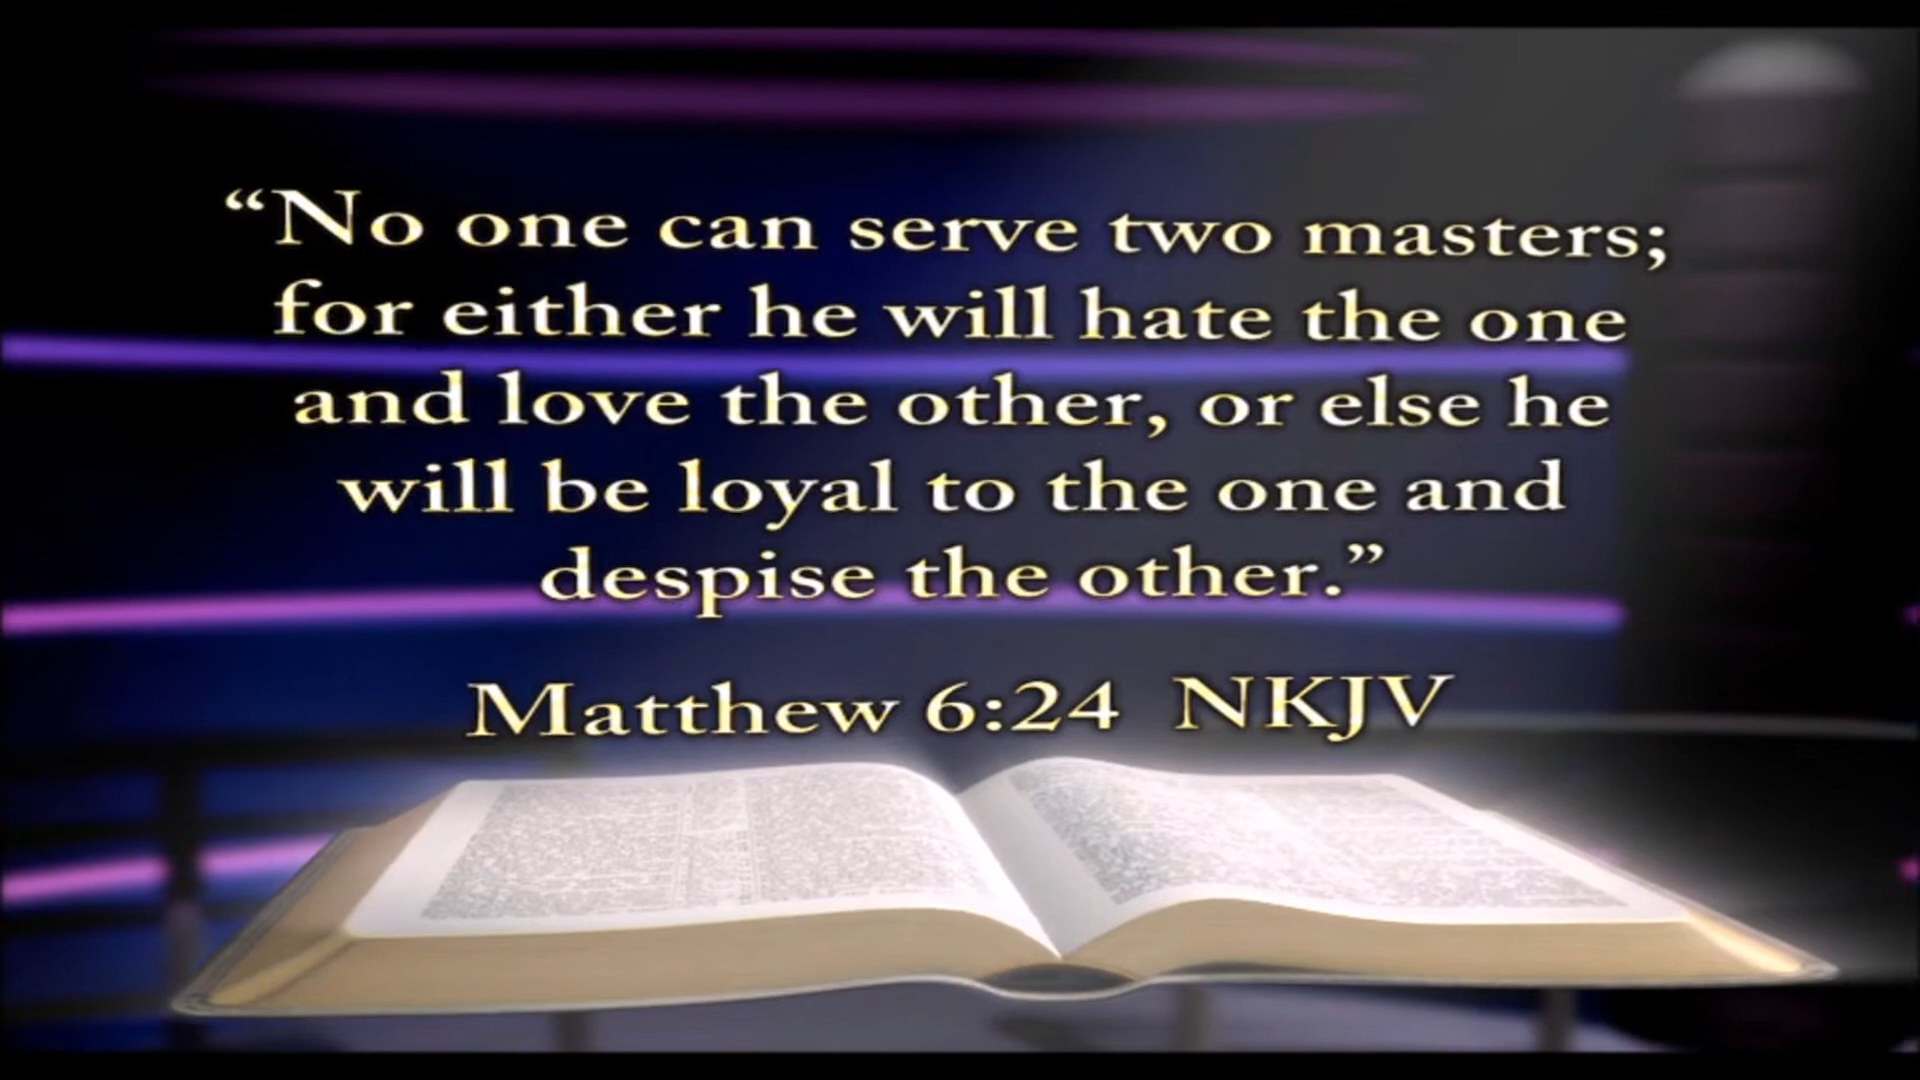 “No one can serve two masters;
for either he will hate the one
and love the other, or else he
will be loyal to the one and
despise the other.”
Matthew 6:24 NKJV